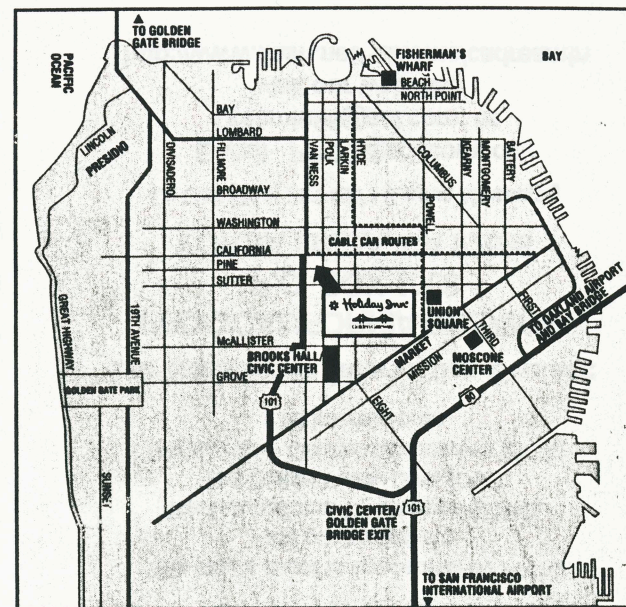 TO GOLDEN
GATE BRIDGE
PACIFIC
OCEAN
FISHERMAN'S
WHARF
BAY
BEACH
NORTH POINT
BAY
LOMBARD
LINCOLN
PRESIDIO
DIVISADERO
FILLMORE
VAN NESS
POLK
LARKIN
HYDE
COLUMBUS
POWELL
KEARNY
MONTGOMERY
BATTERY
BROADWAY
WASHINGTON
CABLE CAR ROUTES
CALIFORNIA
PINE
SUTTER
Holiday Inn
Golden Gateway
UNION
SQUARE
FIRST
THIRD
TO OAKLAND AIRPORT
AND BAY BRIDGE
GREAT HIGHWAY
19TH AVENUE
McALLISTER
BROOKS HALL/
CIVIC CENTER
MARKET
MISSION
MOSCONE
CENTER
GROVE
GOLDEN GATE PARK
101
EIGHT
80
SUNSET
CIVIC CENTER/
GOLDEN GATE
BRIDGE EXIT
101
TO SAN FRANCISCO
INTERNATIONAL AIRPORT